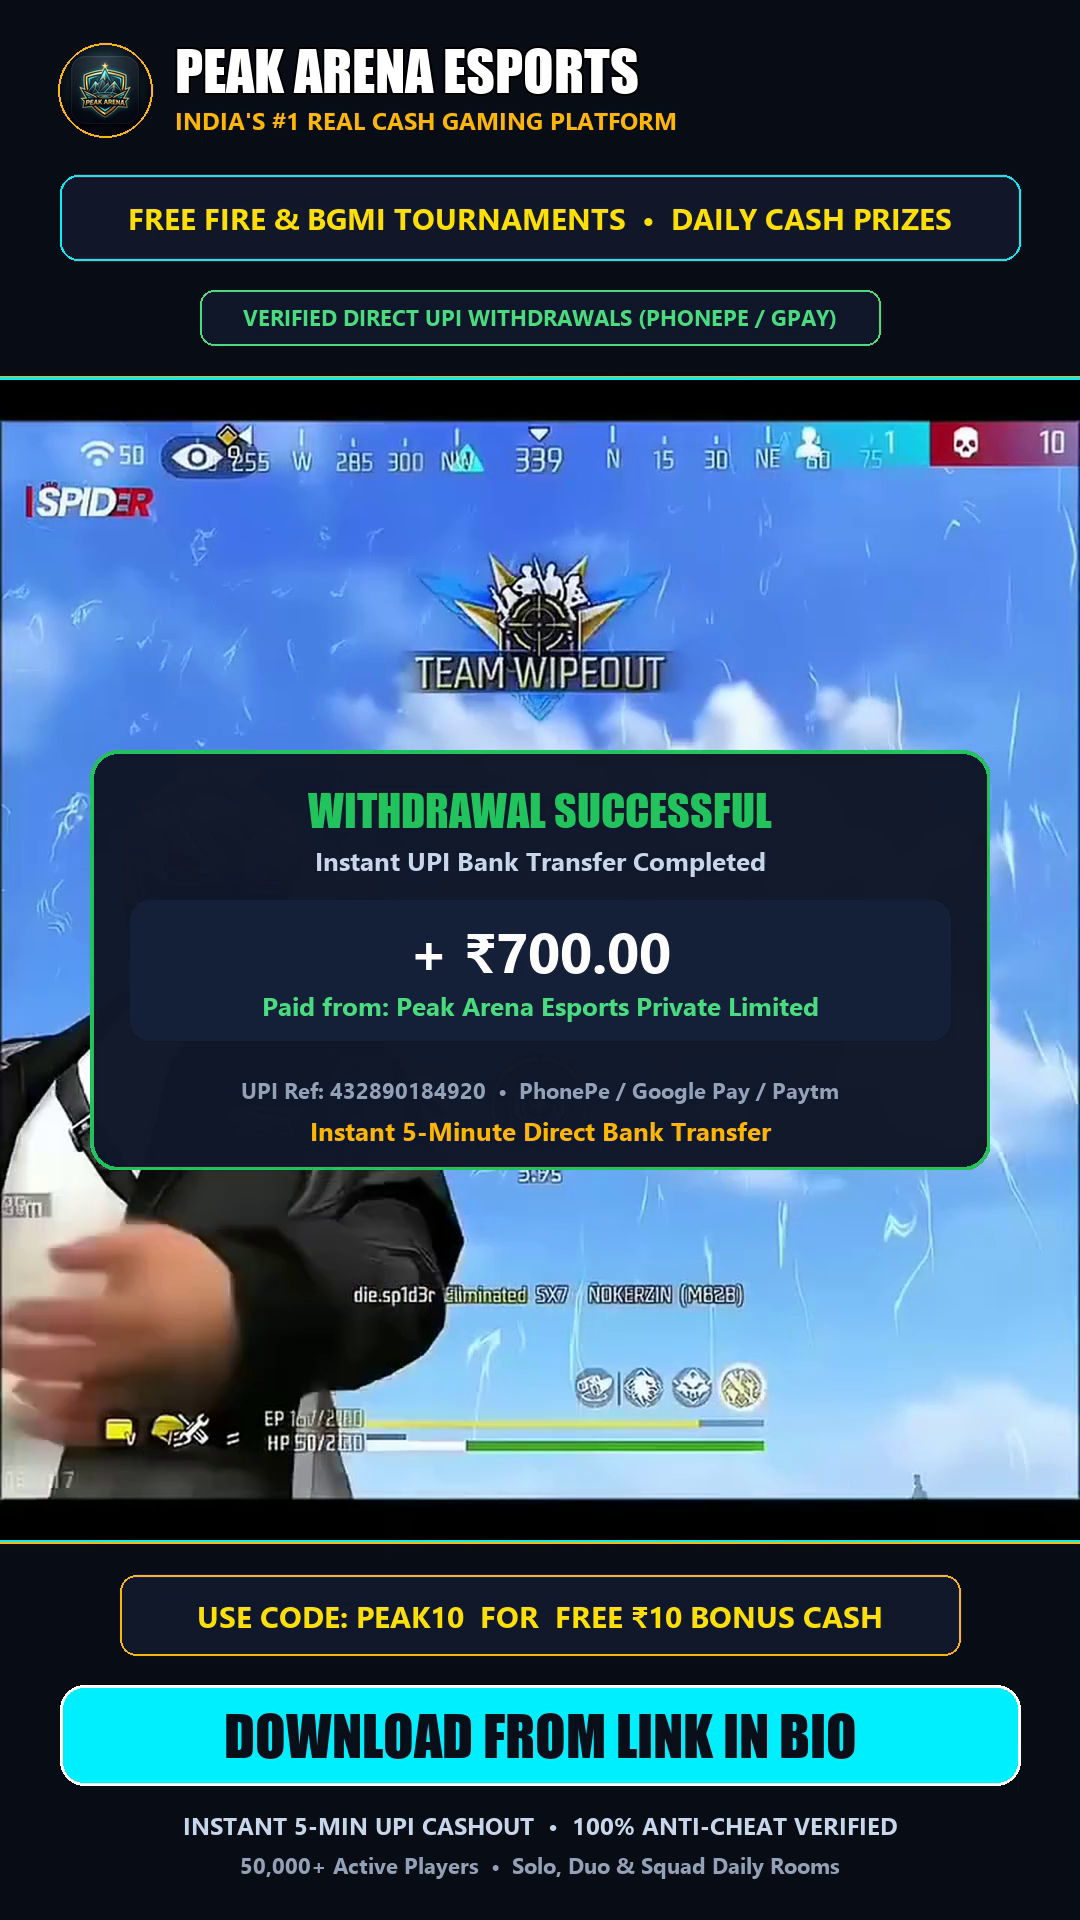 PEAK ARENA
PEAK ARENA ESPORTS
INDIA'S #1 REAL CASH GAMING PLATFORM
FREE FIRE & BGMI TOURNAMENTS • DAILY CASH PRIZES
VERIFIED DIRECT UPI WITHDRAWALS (PHONEPE / GPAY)
50 255 W 285 300 NW 339 N 15 30 NE 60 75 1 10
SPIDER
TEAM WIPEOUT
WITHDRAWAL SUCCESSFUL
Instant UPI Bank Transfer Completed
+ ₹700.00
Paid from: Peak Arena Esports Private Limited
UPI Ref: 432890184920 • PhonePe / Google Pay / Paytm
Instant 5-Minute Direct Bank Transfer
die.sp1d3r Eliminated SX7 ÑOKERZIN (M82B)
EP
HP
USE CODE: PEAK10 FOR FREE ₹10 BONUS CASH
DOWNLOAD FROM LINK IN BIO
INSTANT 5-MIN UPI CASHOUT • 100% ANTI-CHEAT VERIFIED
50,000+ Active Players • Solo, Duo & Squad Daily Rooms